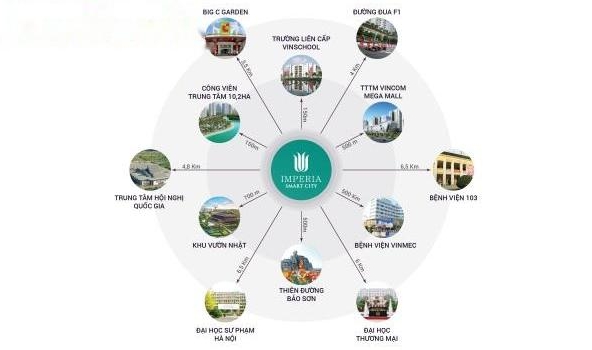 BIG C GARDEN
ĐƯỜNG ĐUA F1
TRƯỜNG LIÊN CẤP
VINSCHOOL
3,5 Km
4 Km
CÔNG VIÊN
TRUNG TÂM 10,2HA
TTTM VINCOM
MEGA MALL
150m
150m
500 m
IMPERIA
SMART CITY
4,8 Km
6,5 Km
TRUNG TÂM HỘI NGHỊ
QUỐC GIA
BỆNH VIỆN 103
700 m
500 Km
500m
KHU VƯỜN NHẬT
BỆNH VIỆN VINMEC
6,5 Km
6 Km
THIÊN ĐƯỜNG
BẢO SƠN
ĐẠI HỌC SƯ PHẠM
HÀ NỘI
ĐẠI HỌC
THƯƠNG MẠI